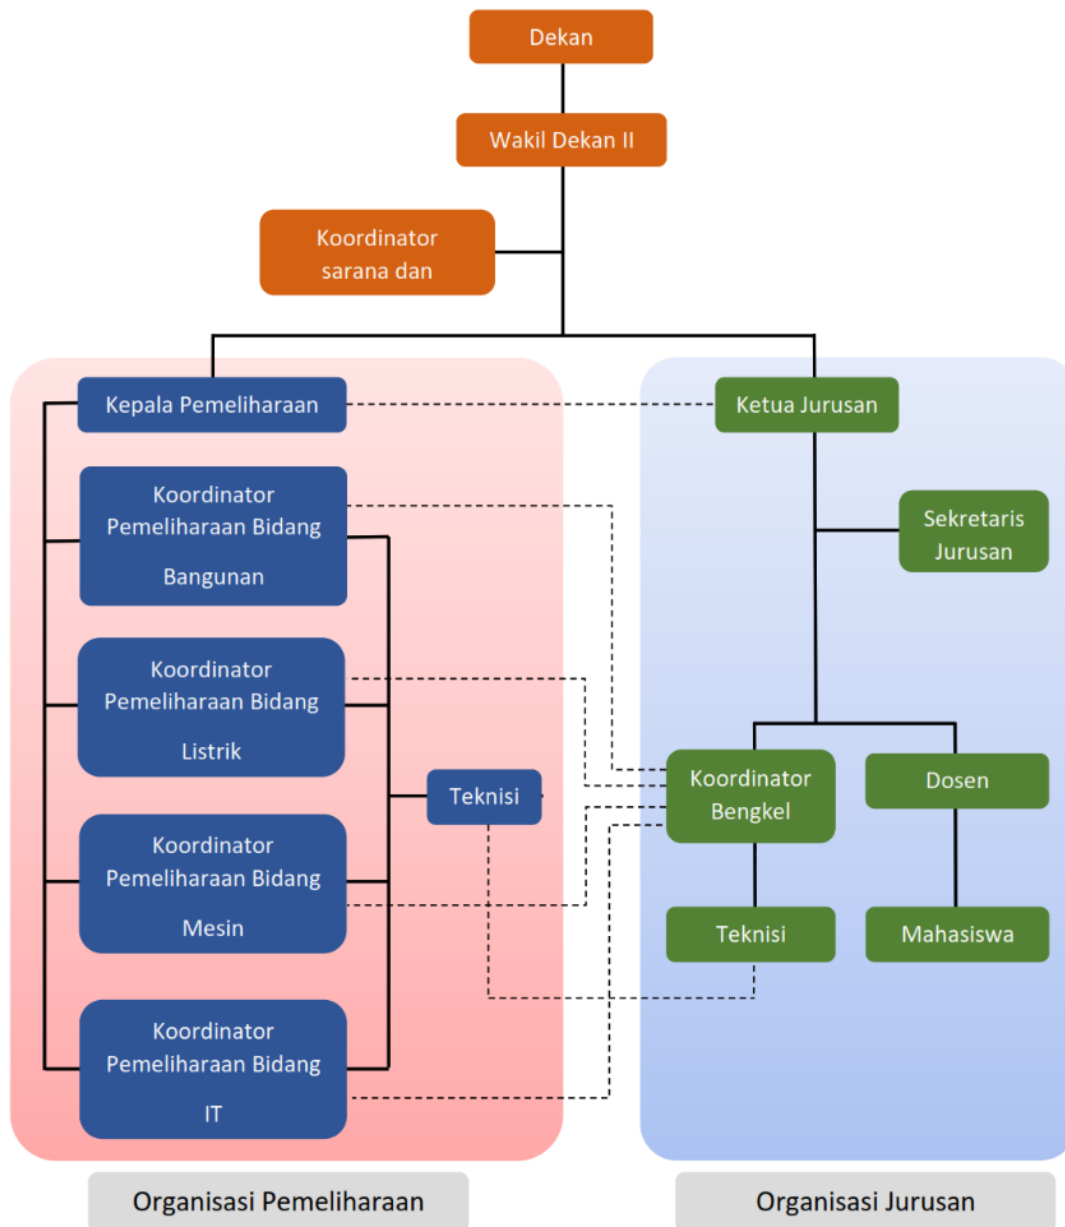 Dekan
Wakil Dekan II
Koordinator
sarana dan
Kepala Pemeliharaan
Ketua Jurusan
Koordinator
Pemeliharaan Bidang
Bangunan
Sekretaris
Jurusan
Koordinator
Pemeliharaan Bidang
Listrik
Teknisi
Koordinator
Bengkel
Dosen
Koordinator
Pemeliharaan Bidang
Mesin
Teknisi
Mahasiswa
Koordinator
Pemeliharaan Bidang
IT
Organisasi Pemeliharaan
Organisasi Jurusan